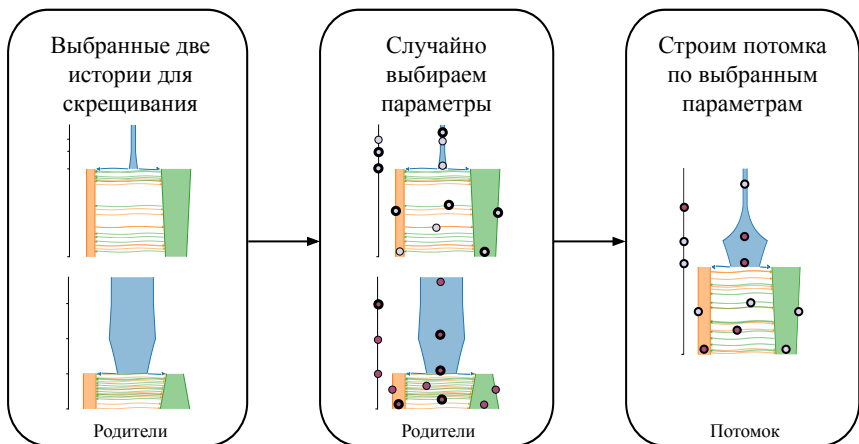 Выбранные две
истории для
скрещивания
Родители
Случайно
выбираем
параметры
Родители
Строим потомка
по выбранным
параметрам
Потомок